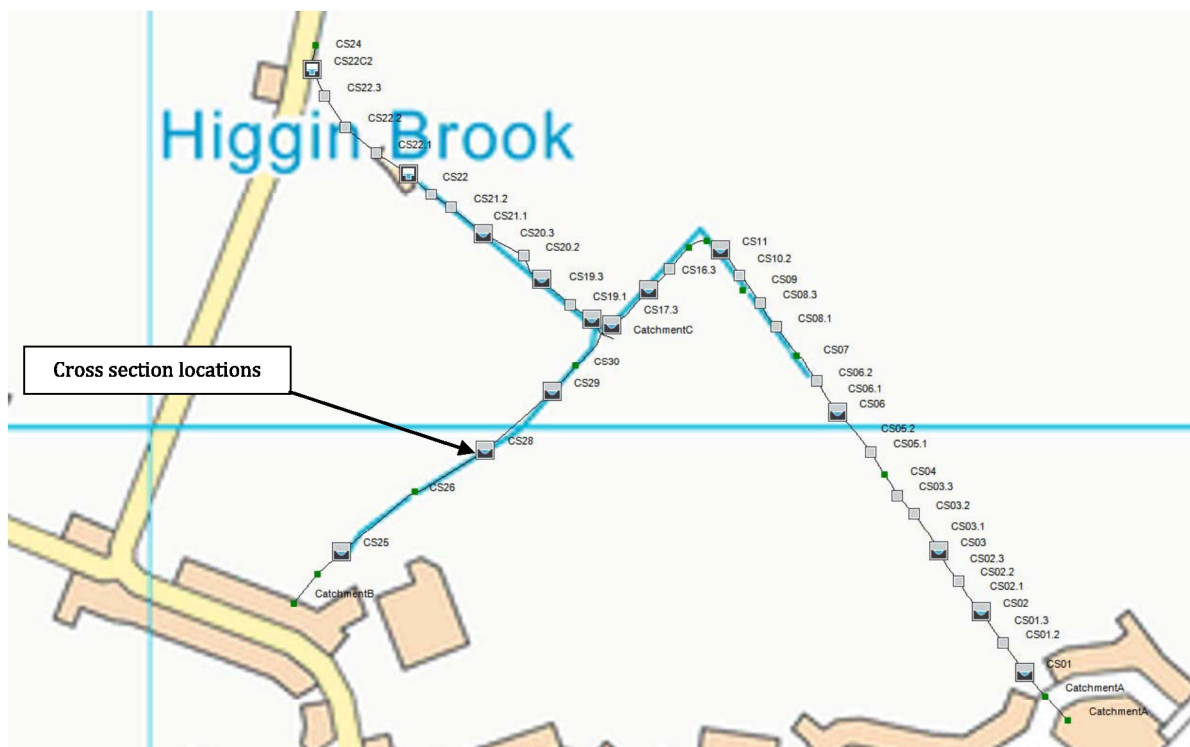 CS24
CS22C2
CS22.3
CS22.2
Higgin Brook
CS22.1
CS22
CS21.2
CS21.1
CS20.3
CS20.2
CS19.3
CS19.1
CS11
CS10.2
CS16.3
CS09
CS08.3
CS17.3
CS08.1
CatchmentC
CS07
CS30
Cross section locations
CS06.2
CS29
CS06.1
CS06
CS05.2
CS28
CS05.1
CS04
CS26
CS03.3
CS03.2
CS03.1
CS25
CS03
CS02.3
CS02.2
CS02.1
CatchmentB
CS02
CS01.3
CS01.2
CS01
CatchmentA
CatchmentA